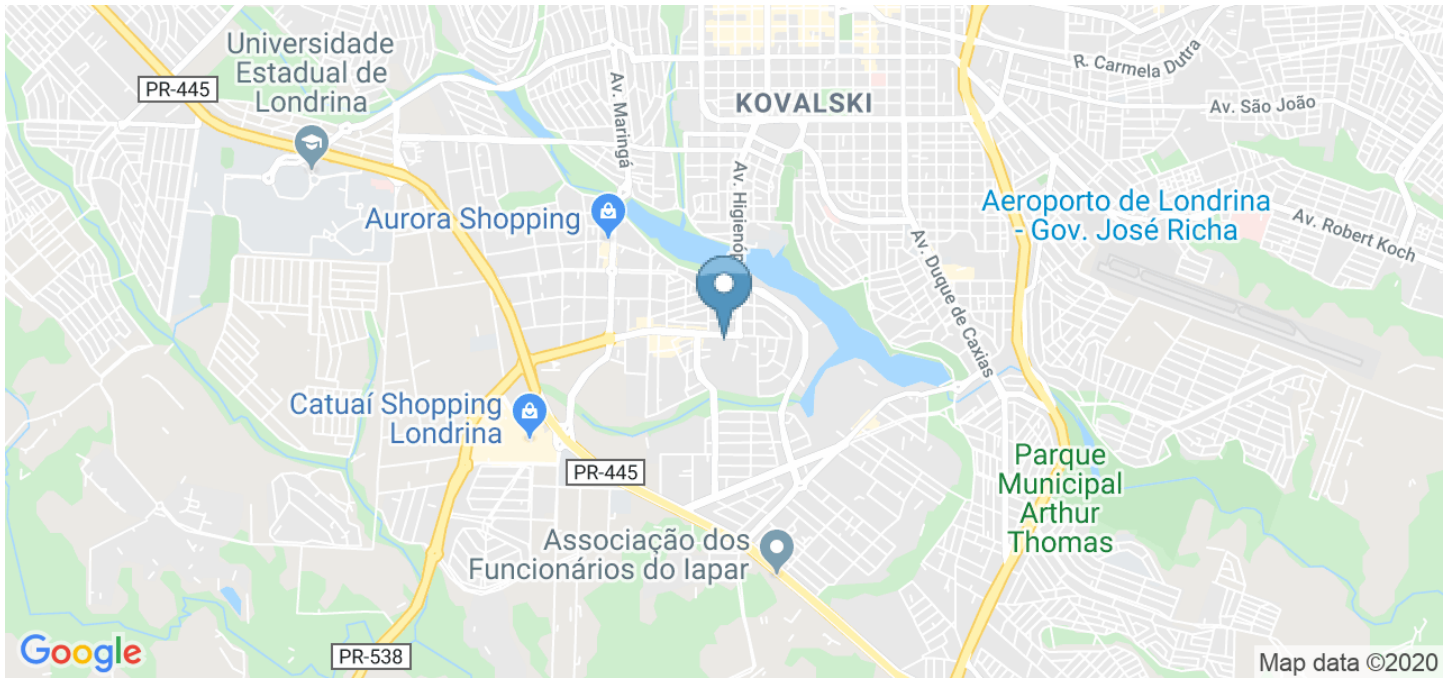 Universidade
Estadual de
Londrina
PR-445
Av. Maringá
KOVALSKI
R. Carmela Dutra
Av. São João
Av. Higienóp
Aurora Shopping
Aeroporto de Londrina
- Gov. José Richa
Av. Robert Koch
Av. Duque de Caxias
Catuaí Shopping
Londrina
PR-445
Parque
Municipal
Arthur
Thomas
Associação dos
Funcionários do Iapar
PR-538
Google
Map data ©2020